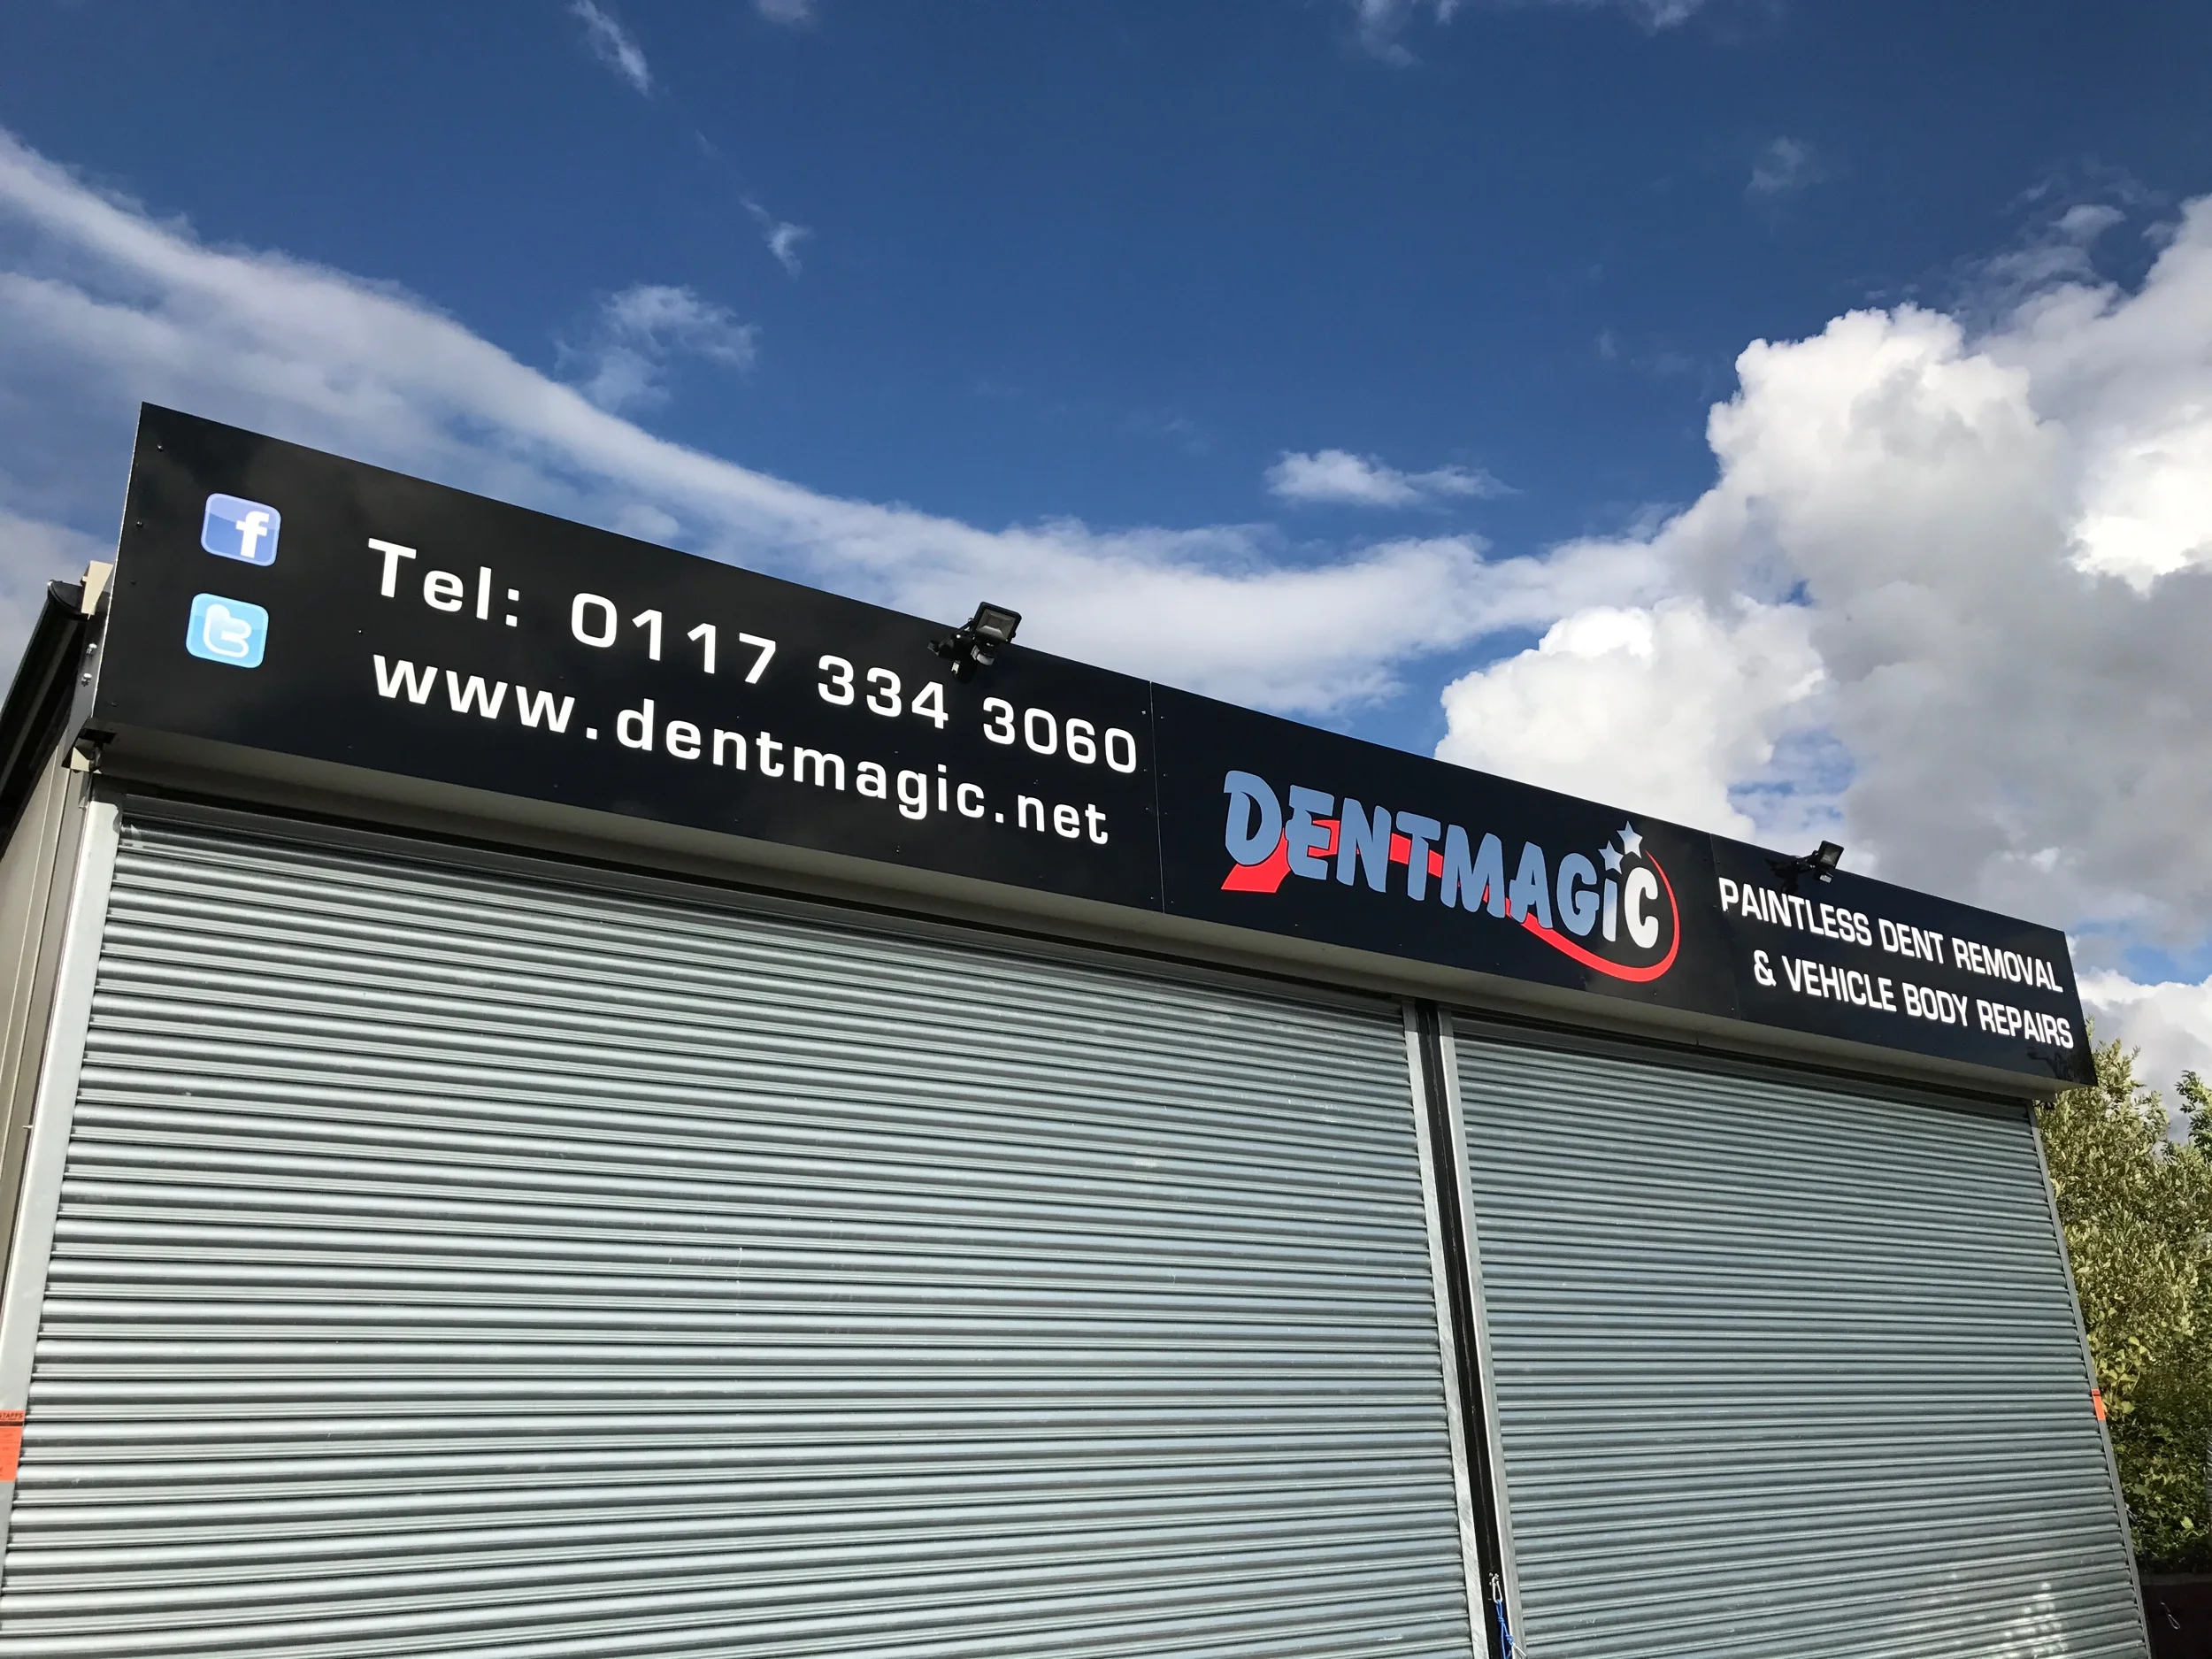 Tel: 0117 334 3060
www.dentmagic.net
DENTMAGiC
PAINTLESS DENT REMOVAL
& VEHICLE BODY REPAIRS